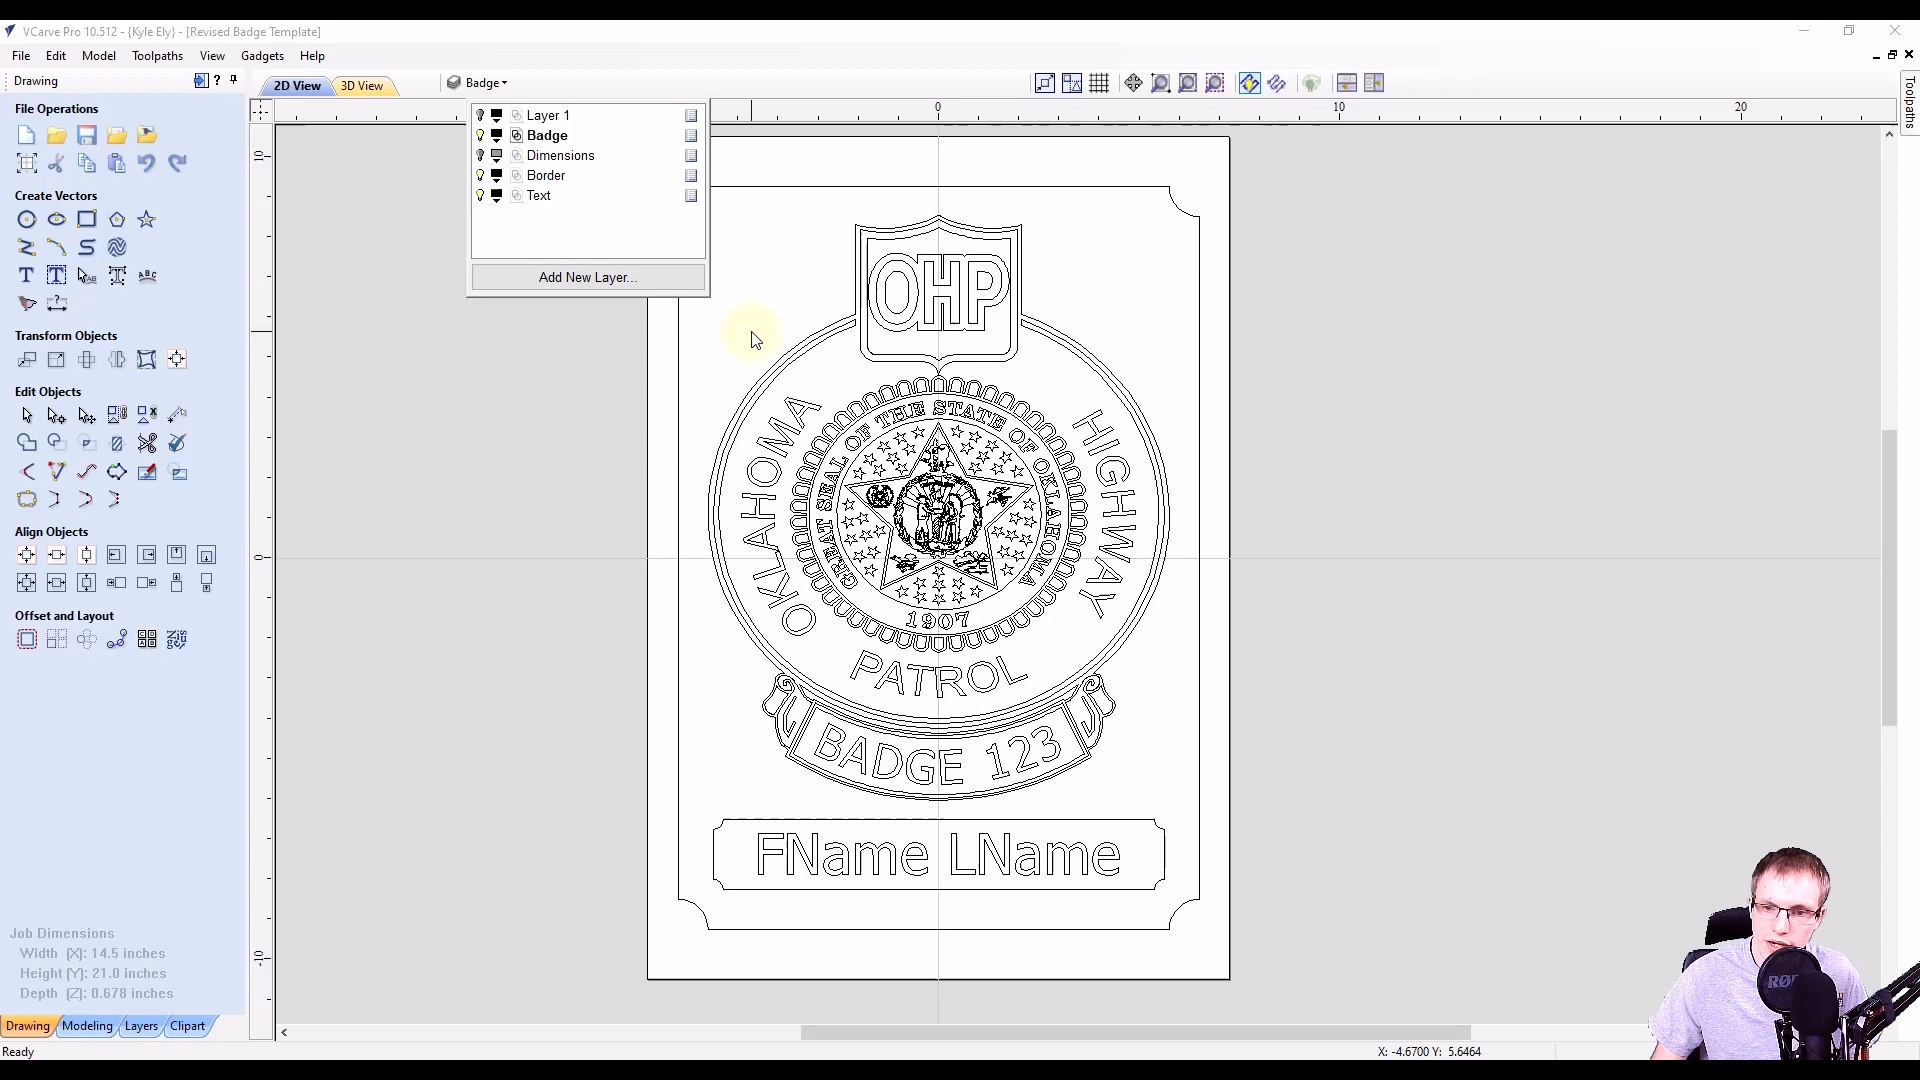 VCarve Pro 10.512 - {Kyle Ely} - [Revised Badge Template]
File Edit Model Toolpaths View Gadgets Help
Drawing
2D View 3D View Badge
Toolpaths
File Operations
Create Vectors
Transform Objects
Edit Objects
Align Objects
Offset and Layout
Job Dimensions
Width (X): 14.5 inches
Height (Y): 21.0 inches
Depth (Z): 0.678 inches
Drawing Modeling Layers Clipart
Ready
Layer 1
Badge
Dimensions
Border
Text
Add New Layer...
0 10 20
10
0
-10
OHP
OKLAHOMA HIGHWAY
GREAT SEAL OF THE STATE OF OKLAHOMA
1907
PATROL
BADGE 123
FName LName
RØD
X: -4.6700 Y: 5.6464